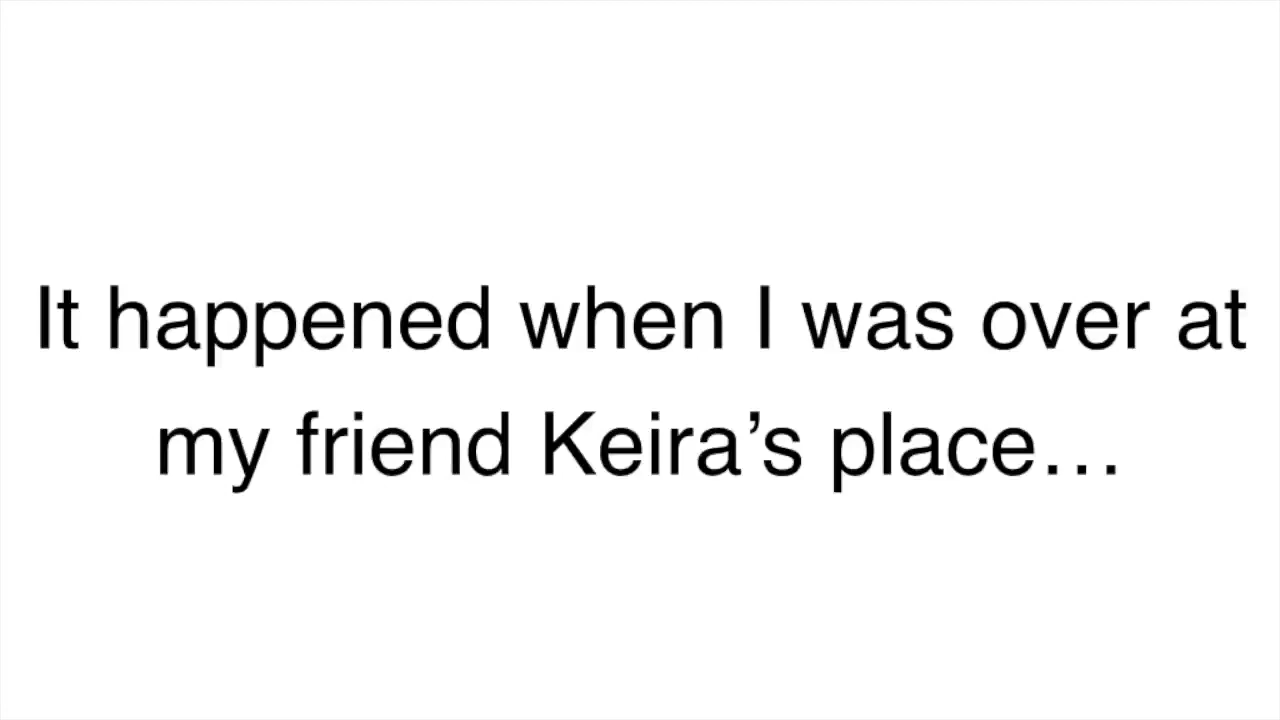 It happened when I was over at
my friend Keira’s place…